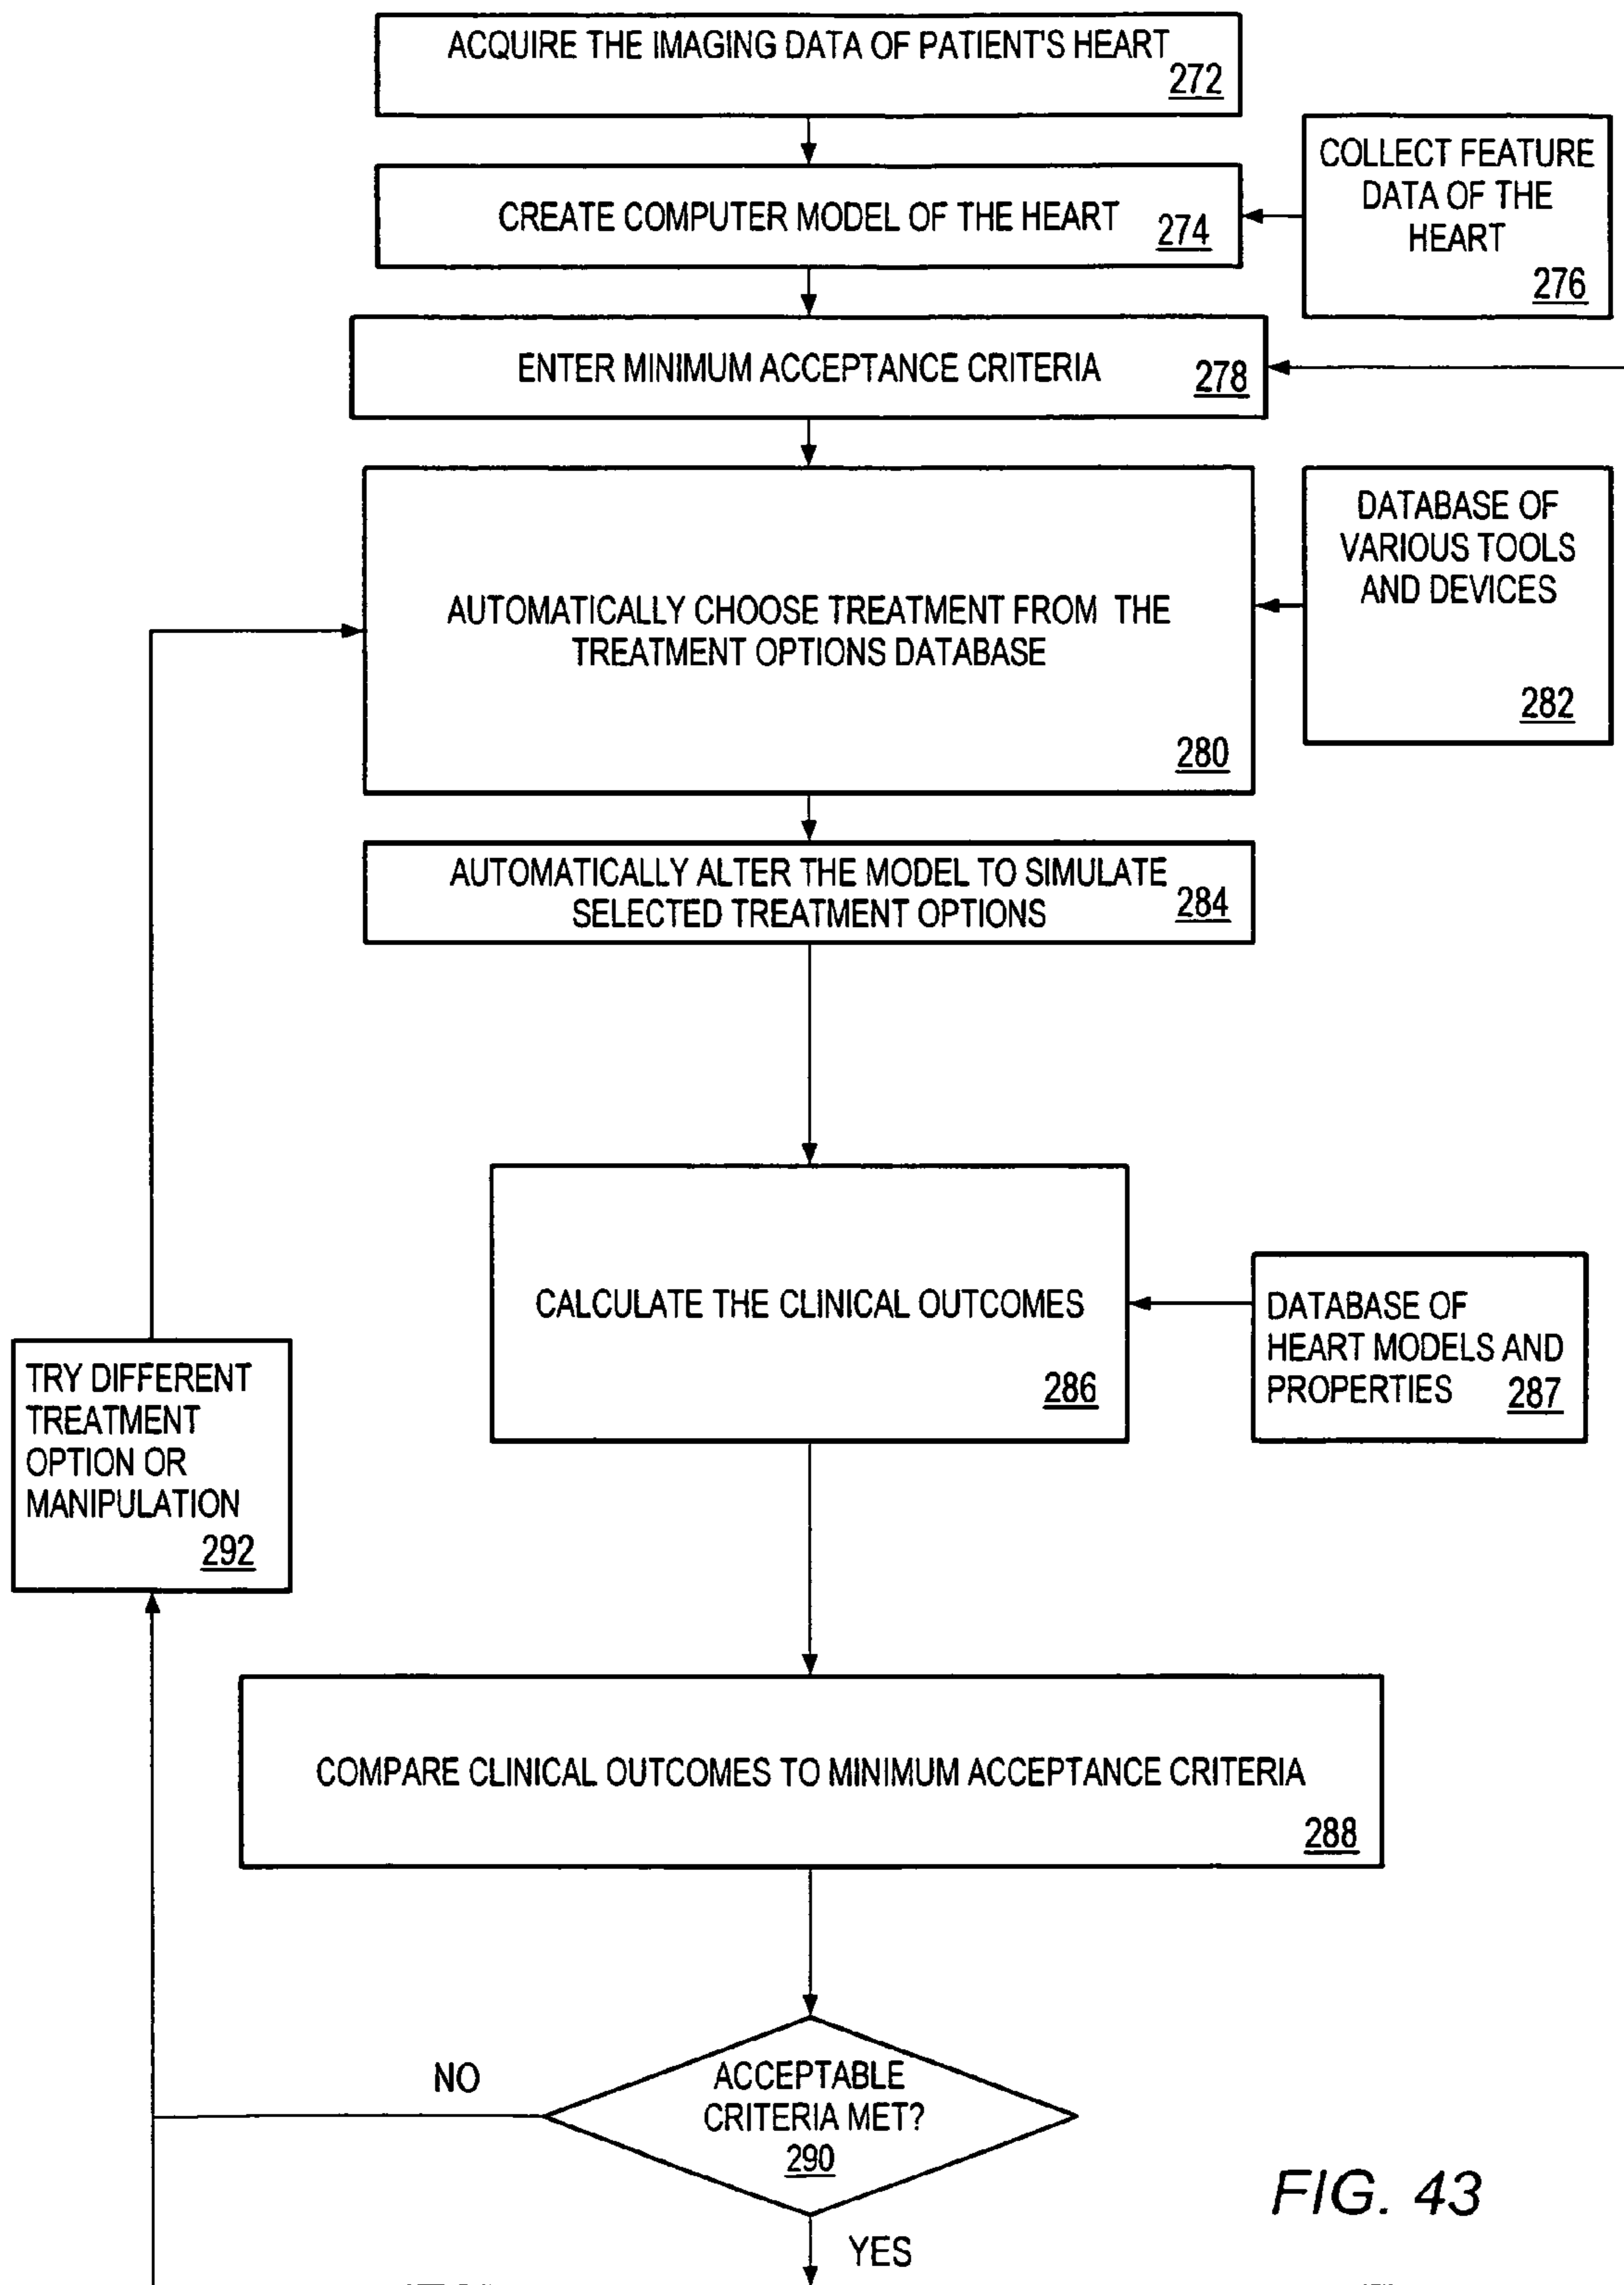 ACQUIRE THE IMAGING DATA OF PATIENT'S HEART
272
CREATE COMPUTER MODEL OF THE HEART
274
COLLECT FEATURE
DATA OF THE
HEART
276
ENTER MINIMUM ACCEPTANCE CRITERIA
278
AUTOMATICALLY CHOOSE TREATMENT FROM THE
TREATMENT OPTIONS DATABASE
280
DATABASE OF
VARIOUS TOOLS
AND DEVICES
282
AUTOMATICALLY ALTER THE MODEL TO SIMULATE
SELECTED TREATMENT OPTIONS
284
CALCULATE THE CLINICAL OUTCOMES
286
DATABASE OF
HEART MODELS AND
PROPERTIES 287
TRY DIFFERENT
TREATMENT
OPTION OR
MANIPULATION
292
COMPARE CLINICAL OUTCOMES TO MINIMUM ACCEPTANCE CRITERIA
288
NO
ACCEPTABLE
CRITERIA MET?
290
YES
FIG. 43